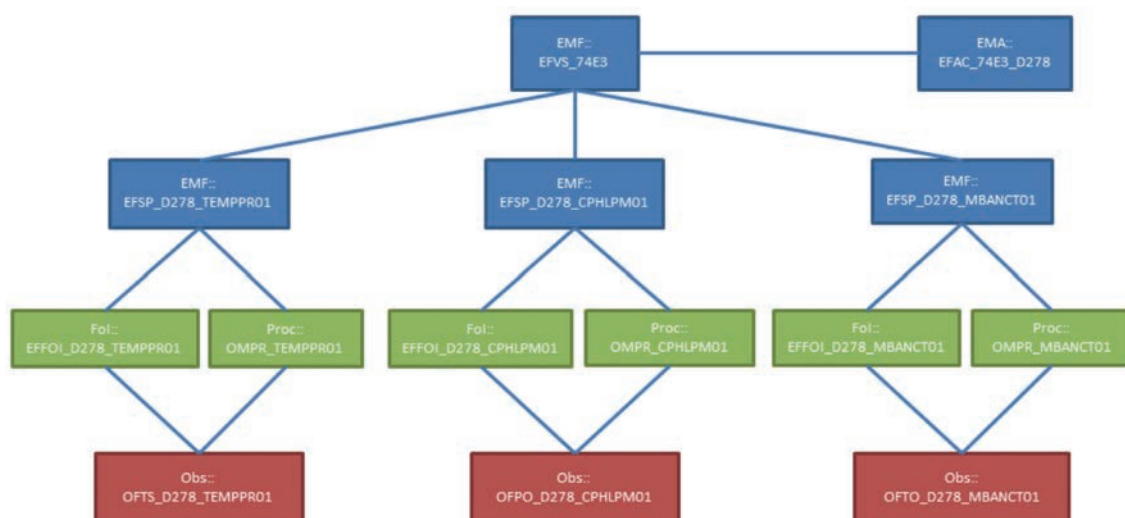 EMF::
EFVS_74E3
EMA::
EFAC_74E3_D278
EMF::
EFSP_D278_TEMPPR01
EMF::
EFSP_D278_CPHLPM01
EMF::
EFSP_D278_MBANCT01
FoI::
EFFOI_D278_TEMPPR01
Proc::
OMPR_TEMPPR01
FoI::
EFFOI_D278_CPHLPM01
Proc::
OMPR_CPHLPM01
FoI::
EFFOI_D278_MBANCT01
Proc::
OMPR_MBANCT01
Obs::
OFTS_D278_TEMPPR01
Obs::
OFPO_D278_CPHLPM01
Obs::
OFTO_D278_MBANCT01